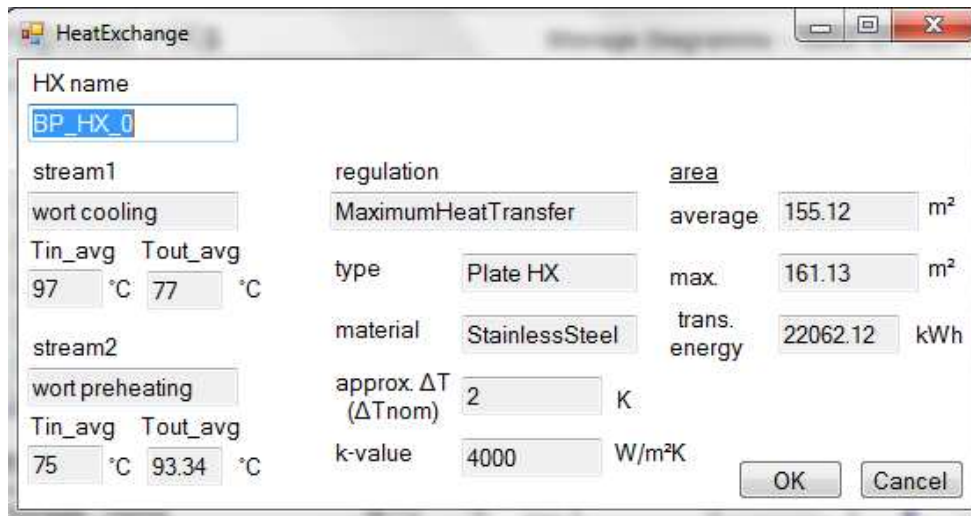 HeatExchange
HX name
BP_HX_0
stream1
wort cooling
Tin_avg Tout_avg
97 °C 77 °C
stream2
wort preheating
Tin_avg Tout_avg
75 °C 93.34 °C
regulation
MaximumHeatTransfer
type Plate HX
material StainlessSteel
approx. ΔT
(ΔTnom) 2 K
k-value 4000 W/m²K
area
average 155.12 m²
max. 161.13 m²
trans.
energy 22062.12 kWh
OK Cancel